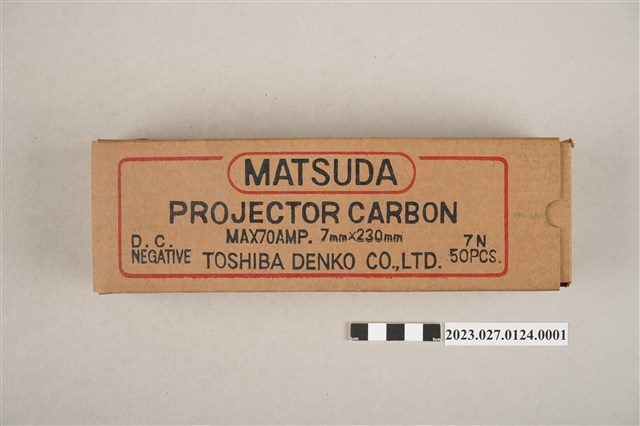 MATSUDA
PROJECTOR CARBON
MAX70AMP. 7mm×230mm
D.C. NEGATIVE
7N 50PCS.
TOSHIBA DENKO CO.,LTD.
2023.027.0124.0001